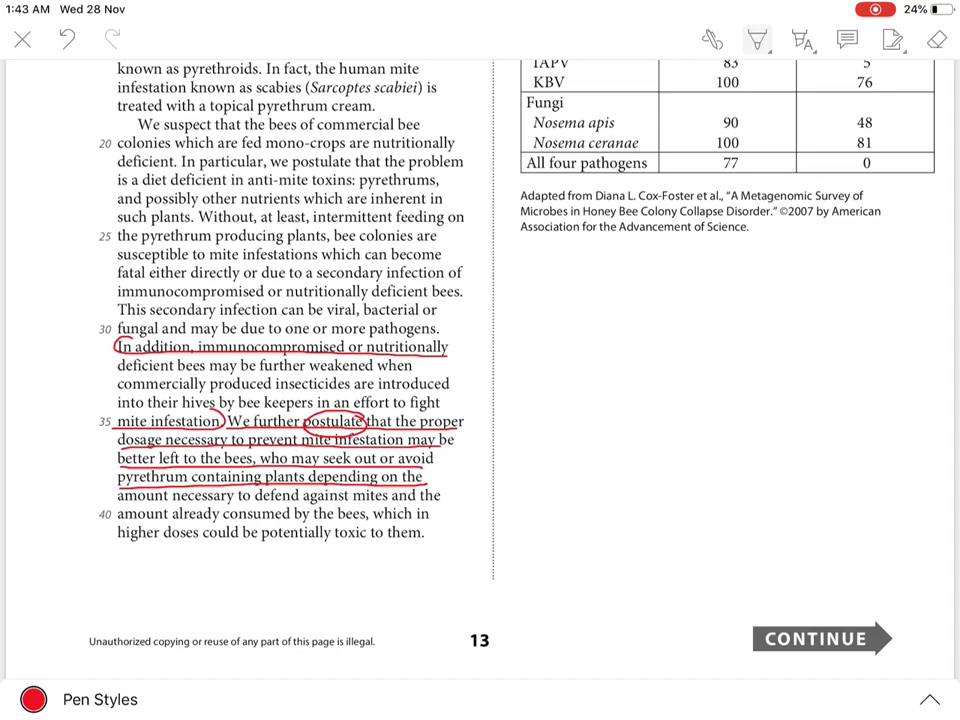 1:43 AM Wed 28 Nov
24%
known as pyrethroids. In fact, the human mite
infestation known as scabies (Sarcoptes scabiei) is
treated with a topical pyrethrum cream.
We suspect that the bees of commercial bee
20 colonies which are fed mono-crops are nutritionally
deficient. In particular, we postulate that the problem
is a diet deficient in anti-mite toxins: pyrethrums,
and possibly other nutrients which are inherent in
such plants. Without, at least, intermittent feeding on
25 the pyrethrum producing plants, bee colonies are
susceptible to mite infestations which can become
fatal either directly or due to a secondary infection of
immunocompromised or nutritionally deficient bees.
This secondary infection can be viral, bacterial or
30 fungal and may be due to one or more pathogens.
In addition, immunocompromised or nutritionally
deficient bees may be further weakened when
commercially produced insecticides are introduced
into their hives by bee keepers in an effort to fight
35 mite infestation. We further postulate that the proper
dosage necessary to prevent mite infestation may be
better left to the bees, who may seek out or avoid
pyrethrum containing plants depending on the
amount necessary to defend against mites and the
40 amount already consumed by the bees, which in
higher doses could be potentially toxic to them.
IAPV 83 5
KBV 100 76
Fungi
Nosema apis 90 48
Nosema ceranae 100 81
All four pathogens 77 0
Adapted from Diana L. Cox-Foster et al., "A Metagenomic Survey of
Microbes in Honey Bee Colony Collapse Disorder." ©2007 by American
Association for the Advancement of Science.
Unauthorized copying or reuse of any part of this page is illegal.
13
CONTINUE
Pen Styles